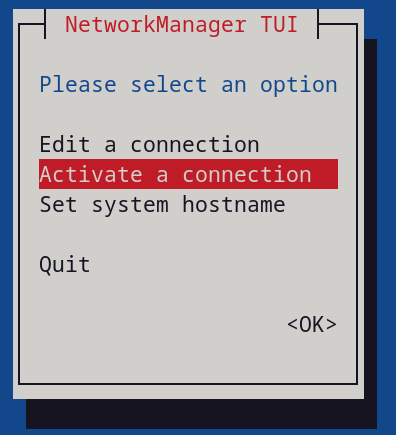 NetworkManager TUI
Please select an option
Edit a connection
Activate a connection
Set system hostname
Quit
<OK>